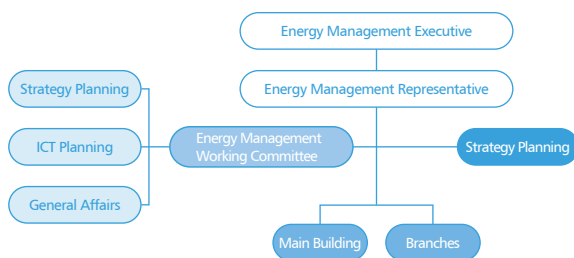 Energy Management Executive
Energy Management Representative
Strategy Planning
ICT Planning
General Affairs
Energy Management
Working Committee
Strategy Planning
Main Building
Branches